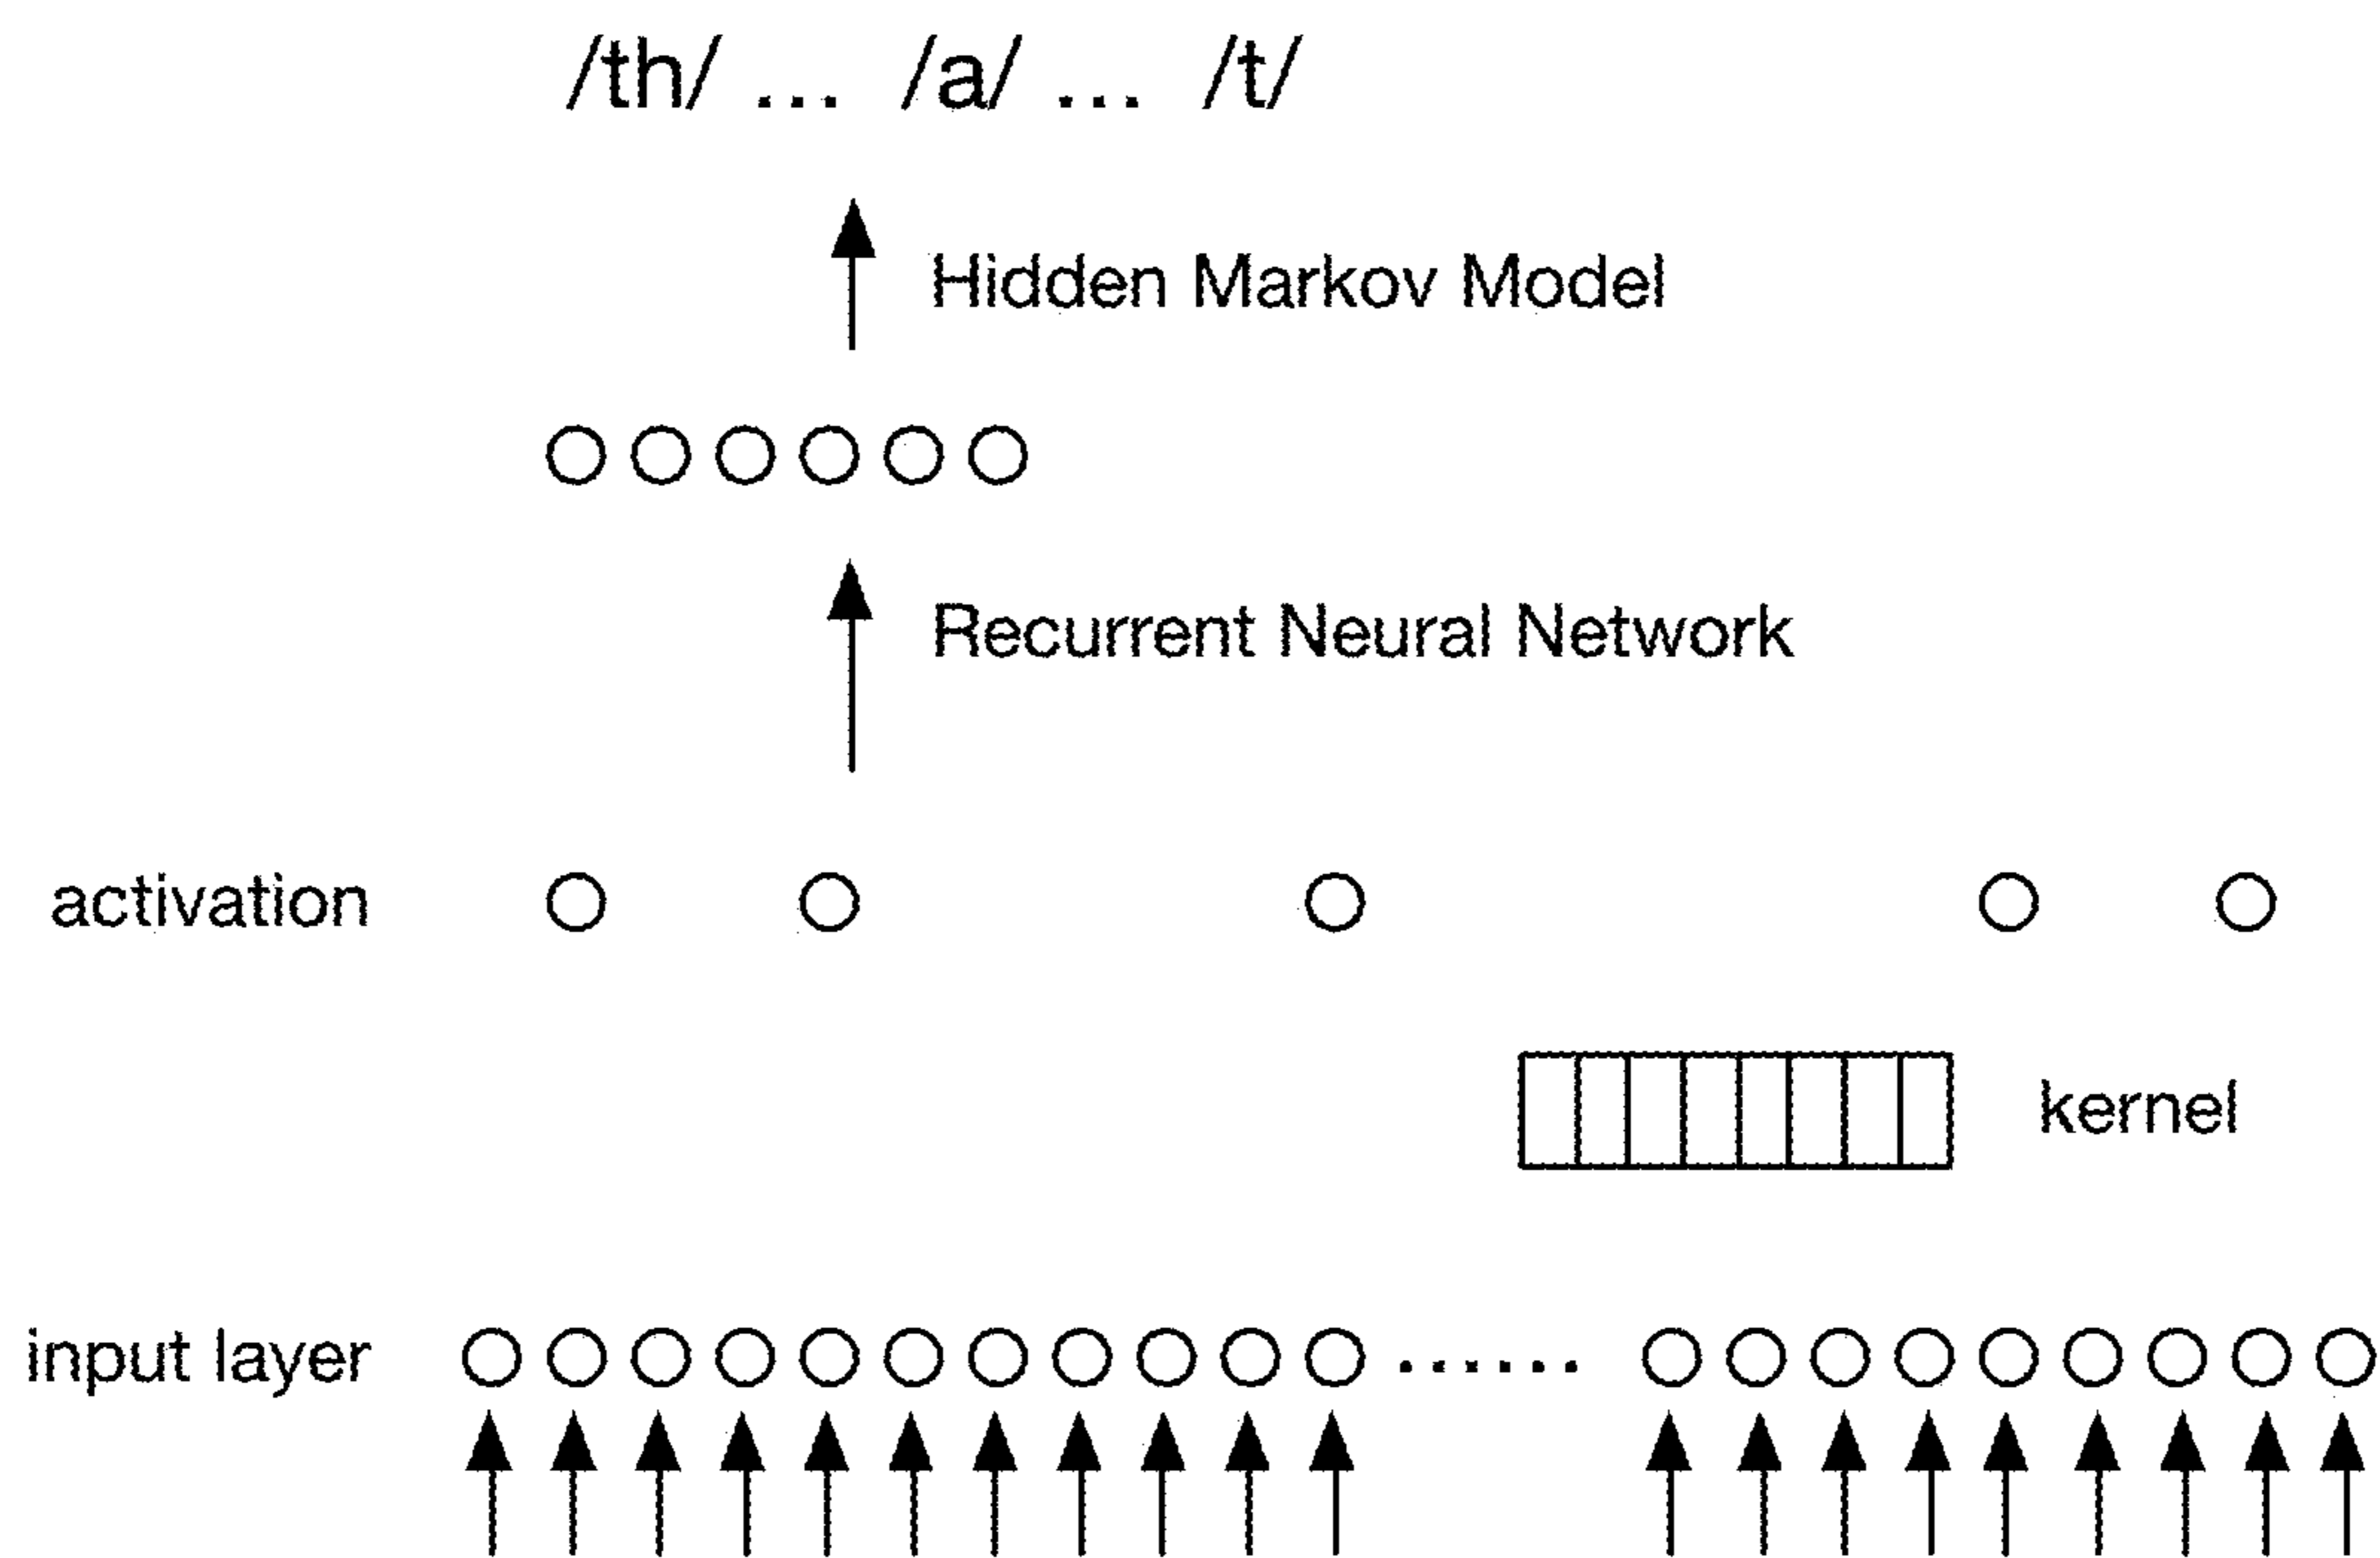 /th/ ... /a/ ... /t/
Hidden Markov Model
Recurrent Neural Network
activation
kernel
input layer ......